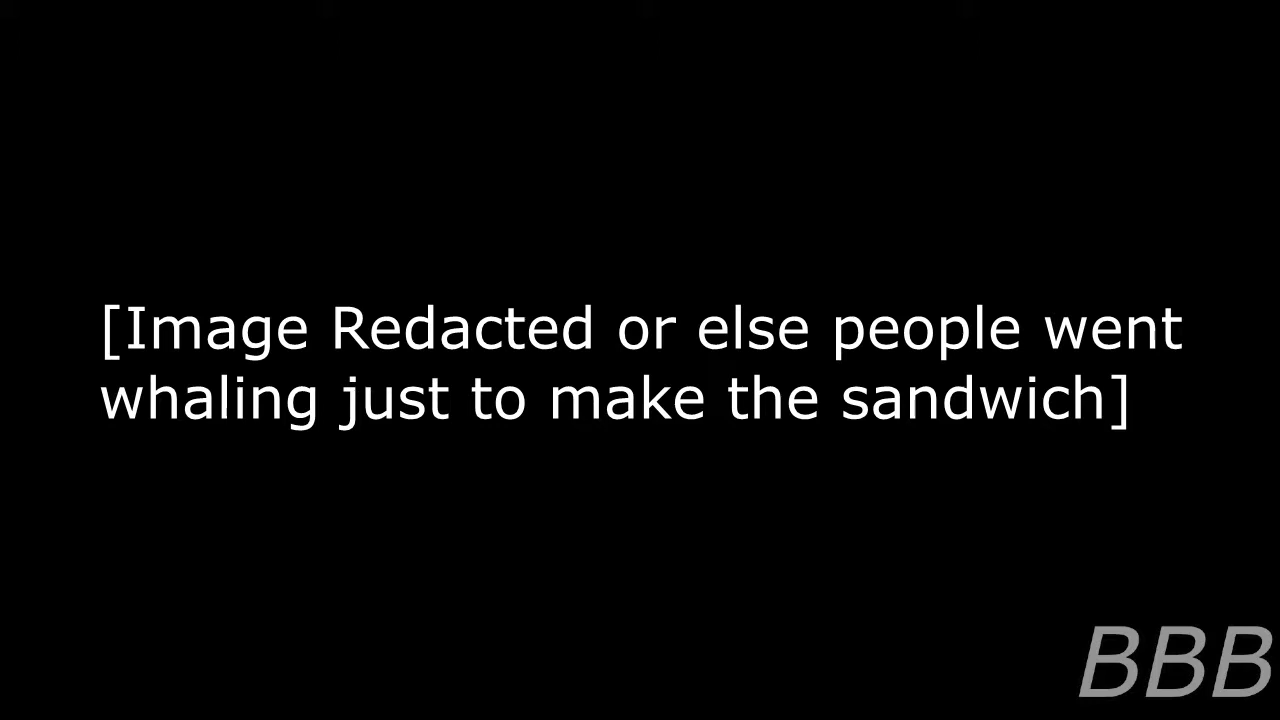 [Image Redacted or else people went
whaling just to make the sandwich]
BBB